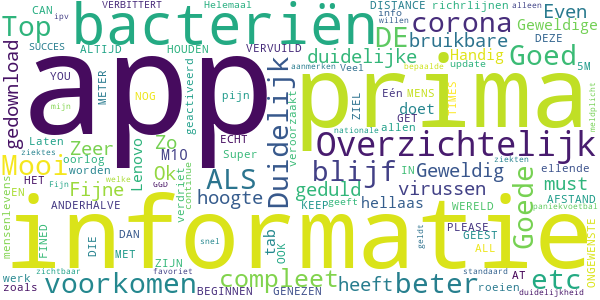 CAN ipv VERBITTERT Helemaal DISTANCE richrlijnen alleen
Top bacteriën info willen corona Even
SUCCES ALTIJD HOUDEN VERVUILD duidelijke DE bruikbare Geweldige DEZE
app prima
gedownload YOU METER NOG geactiveerd pijn aanmerken Veel Handig update Goed 5M bepaalde
mijn ECHT ZIEL Eén MENS TIMES
Laten Lenovo Zo veroorzaakt doet GET allen meldplicht
ziektes Zeer M10 Super Duidelijk Overzichtelijk
Mooi oorlog worden Ok ALS blijf Geweldig IN ziekten
mensenlevens HET Fijn welke GGD verdriet continue geduld nationale virussen must ellende
EN Fijne hoogte KEEP geeft hellaas WERELD Goede AFSTAND paniekvoetbal
ANDERHALVE
informatie
FINED DIE DAN MET tab OOK PLEASE GEEST ALL geldt ONGEWENSTE
zichtbaar ZIJN snel
voorkomen compleet heeft beter AT etc
werk zoals BEGINNEN favoriet GENEZEN standaard roeien duidelijkheid